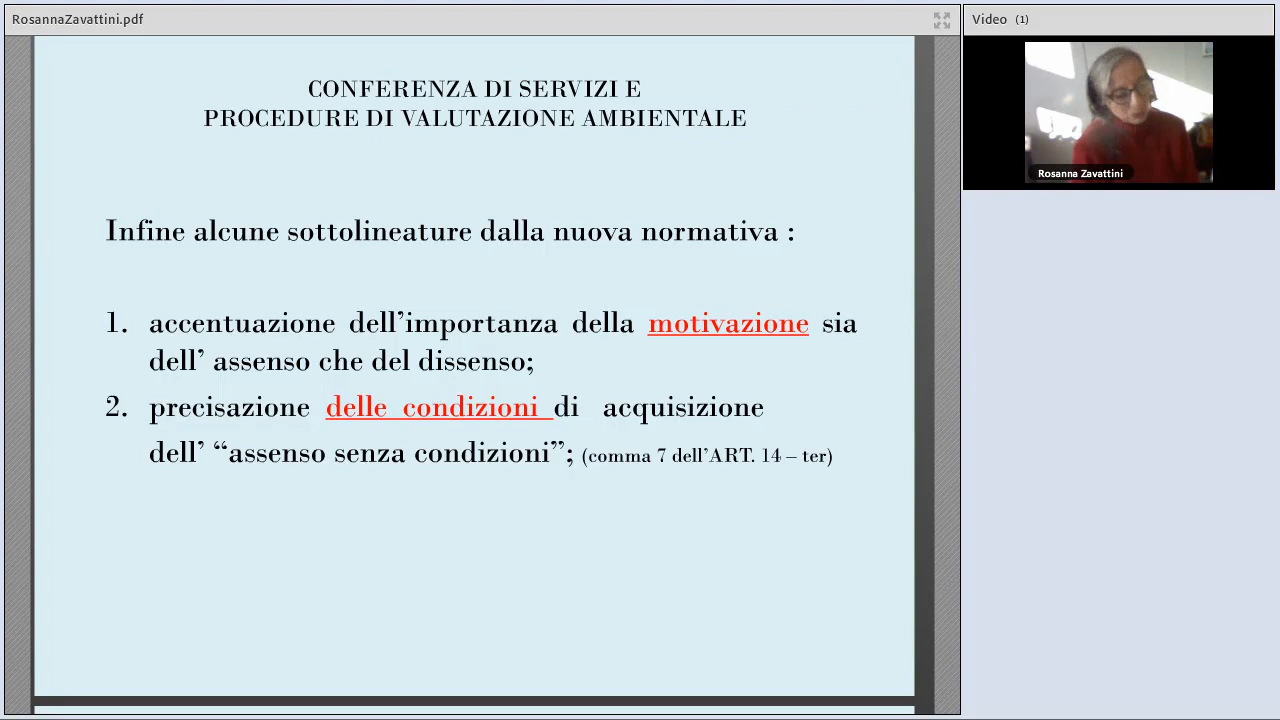 RosannaZavattini.pdf
Video (1)
CONFERENZA DI SERVIZI E
PROCEDURE DI VALUTAZIONE AMBIENTALE
Infine alcune sottolineature dalla nuova normativa :
1. accentuazione dell’importanza della motivazione sia
dell’ assenso che del dissenso;
2. precisazione delle condizioni di acquisizione
dell’ “assenso senza condizioni”; (comma 7 dell’ART. 14 – ter)
Rosanna Zavattini